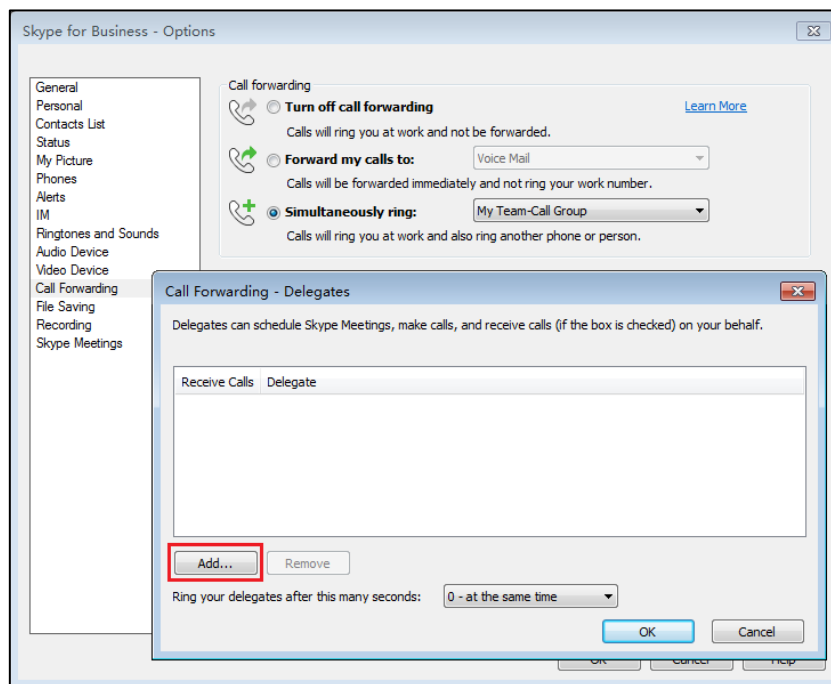 Skype for Business - Options
General
Personal
Contacts List
Status
My Picture
Phones
Alerts
IM
Ringtones and Sounds
Audio Device
Video Device
Call Forwarding
File Saving
Recording
Skype Meetings
Call forwarding
Turn off call forwarding Learn More
Calls will ring you at work and not be forwarded.
Forward my calls to: Voice Mail
Calls will be forwarded immediately and not ring your work number.
Simultaneously ring: My Team-Call Group
Calls will ring you at work and also ring another phone or person.
Call Forwarding - Delegates
Delegates can schedule Skype Meetings, make calls, and receive calls (if the box is checked) on your behalf.
Receive Calls Delegate
Add... Remove
Ring your delegates after this many seconds: 0 - at the same time
OK Cancel
OK Cancel Help